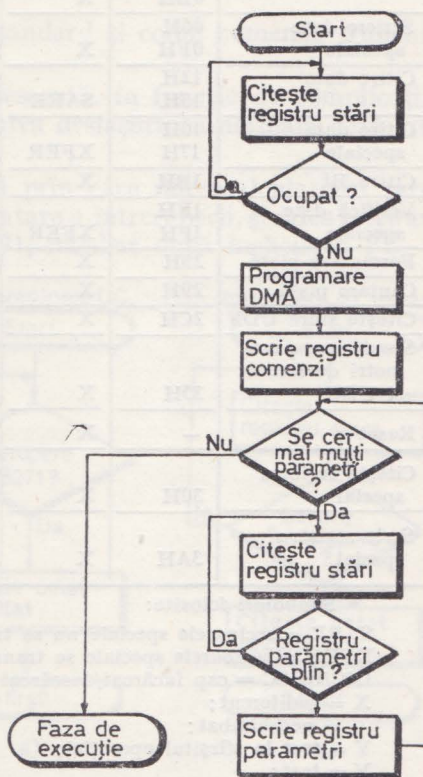 Start
Citește
registru stări
Ocupat ?
Da
Nu
Programare
DMA
Scrie registru
comenzi
Se cer
mai mulți
parametri
?
Nu
Da
Citește
registru stări
Registru
parametri
plin ?
Da
Scrie registru
parametri
Faza de
execuție